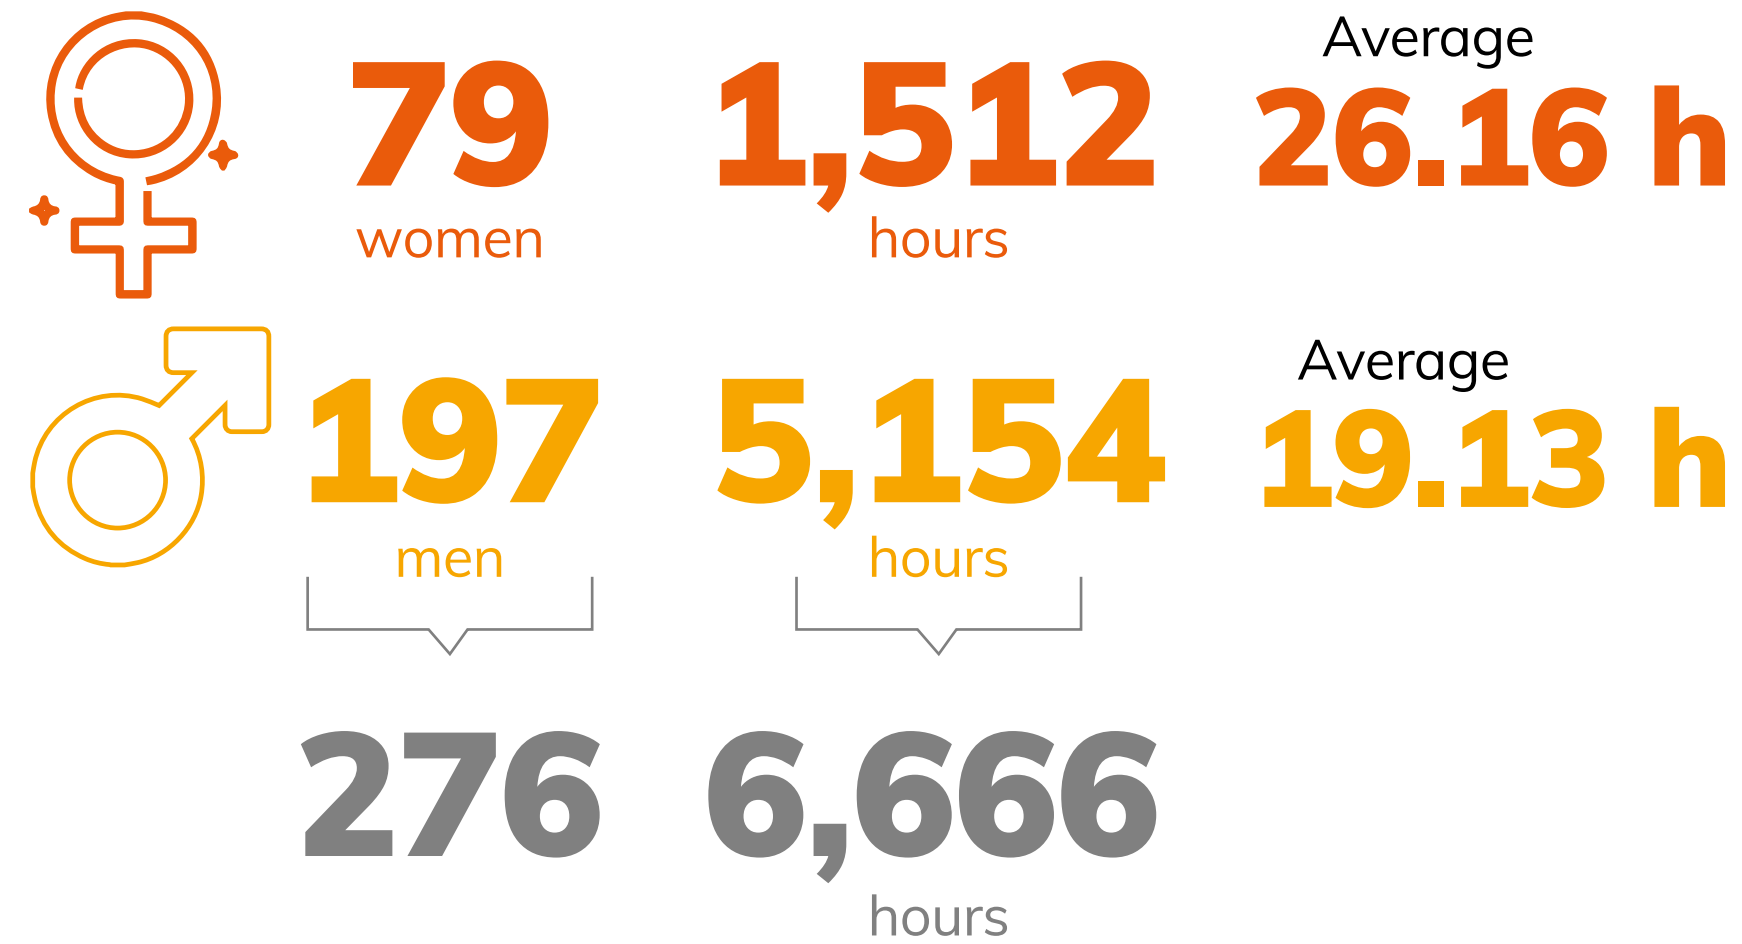 Average
79 1,512 26.16 h
women hours
Average
197 5,154 19.13 h
men hours
276 6,666
hours